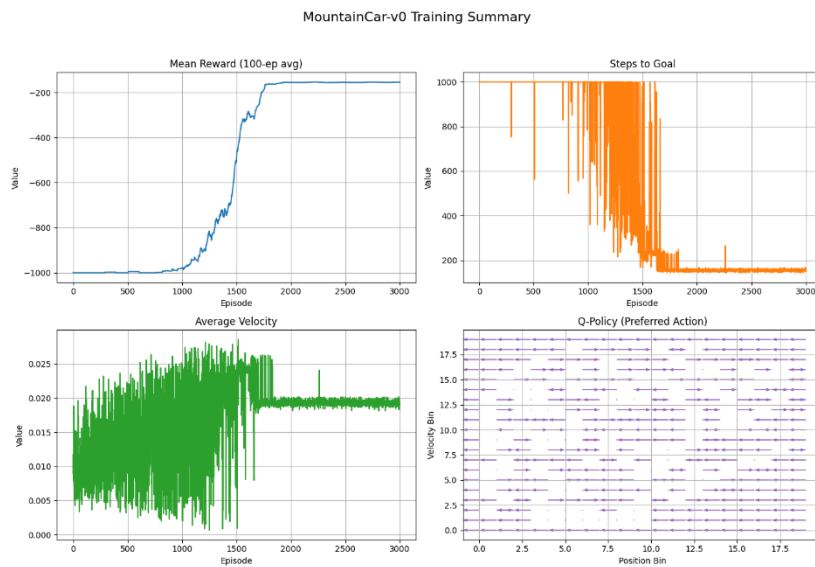 MountainCar-v0 Training Summary
Mean Reward (100-ep avg)
Value
−200
−400
−600
−800
−1000
0 500 1000 1500 2000 2500 3000
Episode
Steps to Goal
Value
1000
800
600
400
200
0 500 1000 1500 2000 2500 3000
Episode
Average Velocity
Value
0.025
0.020
0.015
0.010
0.005
0.000
0 500 1000 1500 2000 2500 3000
Episode
Q-Policy (Preferred Action)
Velocity Bin
17.5
15.0
12.5
10.0
7.5
5.0
2.5
0.0
0.0 2.5 5.0 7.5 10.0 12.5 15.0 17.5
Position Bin